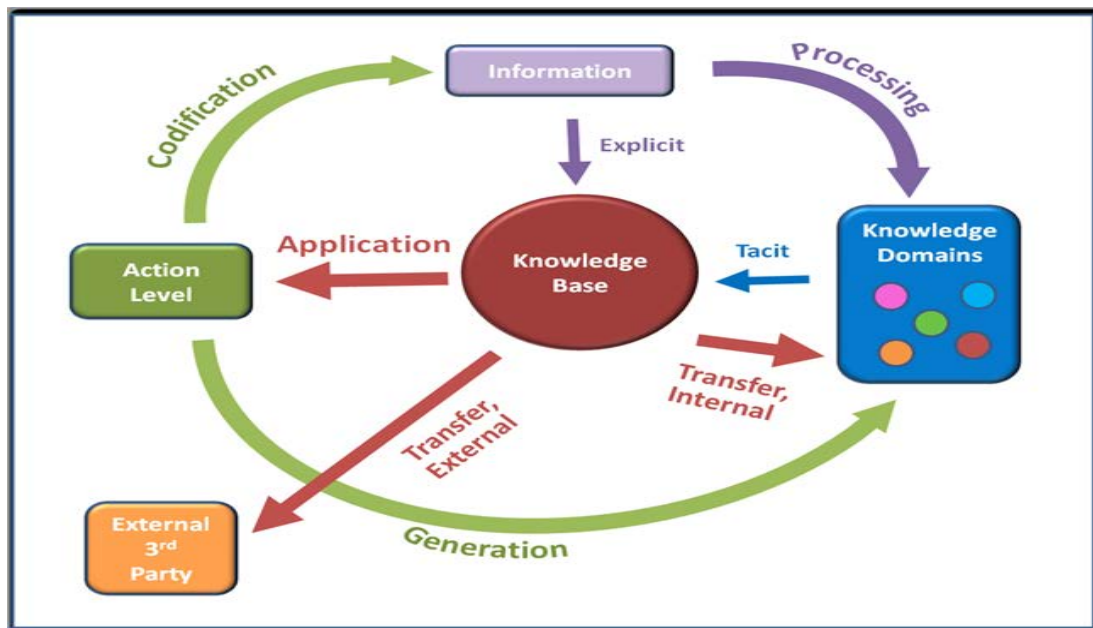 Information
Processing
Codification
Explicit
Knowledge
Domains
Application
Tacit
Knowledge
Base
Action
Level
Transfer,
Internal
Transfer,
External
External
3rd
Party
Generation